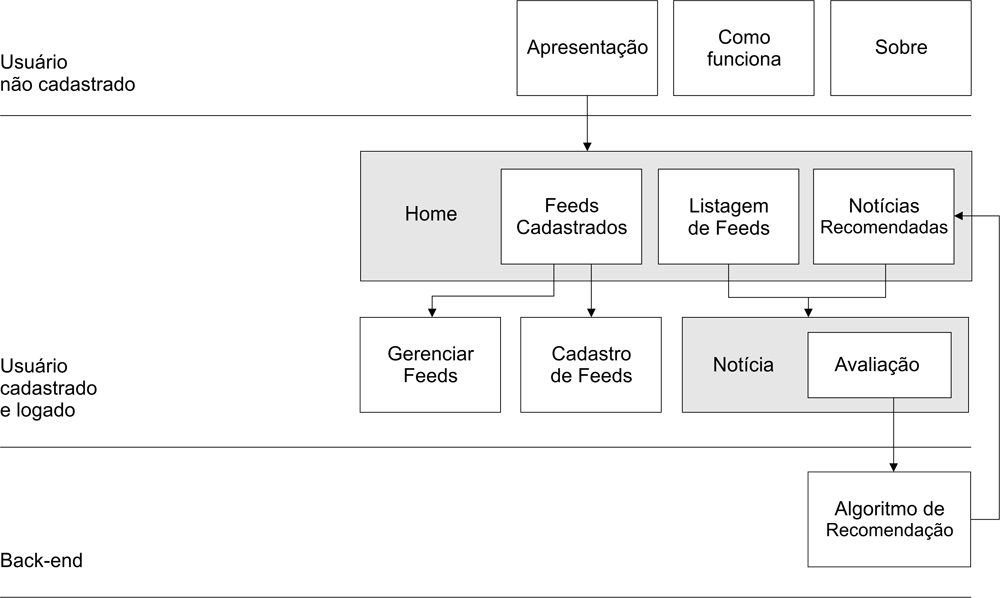 Usuário
não cadastrado
Apresentação
Como
funciona
Sobre
Home
Feeds
Cadastrados
Listagem
de Feeds
Notícias
Recomendadas
Usuário
cadastrado
e logado
Gerenciar
Feeds
Cadastro
de Feeds
Notícia
Avaliação
Back-end
Algoritmo de
Recomendação